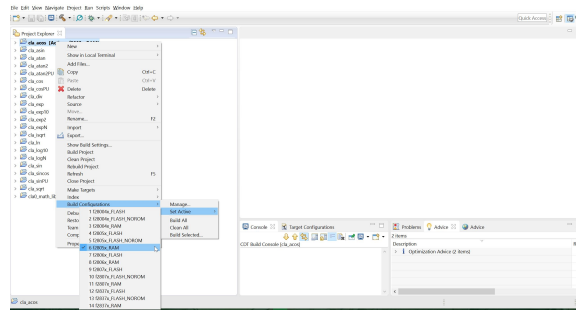 File Edit View Navigate Project Run Scripts Window Help
Quick Access
Project Explorer
cla_acos
cla_asin
cla_atan
cla_atan2
cla_atan2PU
cla_cos
cla_cosPU
cla_div
cla_exp
cla_exp10
cla_exp2
cla_expN
cla_isqrt
cla_ln
cla_log10
cla_logN
cla_sin
cla_sincos
cla_sinPU
cla_sqrt
New
Show in Local Terminal
Add Files...
Copy Ctrl+C
Paste Ctrl+V
Delete Delete
Refactor
Source
Move...
Rename... F2
Import
Export...
Show Build Settings...
Build Project
Clean Project
Rebuild Project
Refresh F5
Close Project
Make Targets
Index
Build Configurations
Manage...
Set Active
Build All
Clean All
Build Selected...
1 f28004x_FLASH
2 f28004x_FLASH_NOROM
3 f28004x_RAM
4 f2805x_FLASH
5 f2805x_FLASH_NOROM
6 f2805x_RAM
7 f2806x_FLASH
8 f2806x_RAM
9 f2807x_FLASH
10 f2807x_FLASH_NOROM
11 f2807x_RAM
12 f2837x_FLASH
13 f2837x_FLASH_NOROM
14 f2837x_RAM
Console
Target Configurations
CDT Build Console [cla_acos]
Problems
Advice
Advice
2 items
Description
Optimization Advice (2 items)
cla_acos